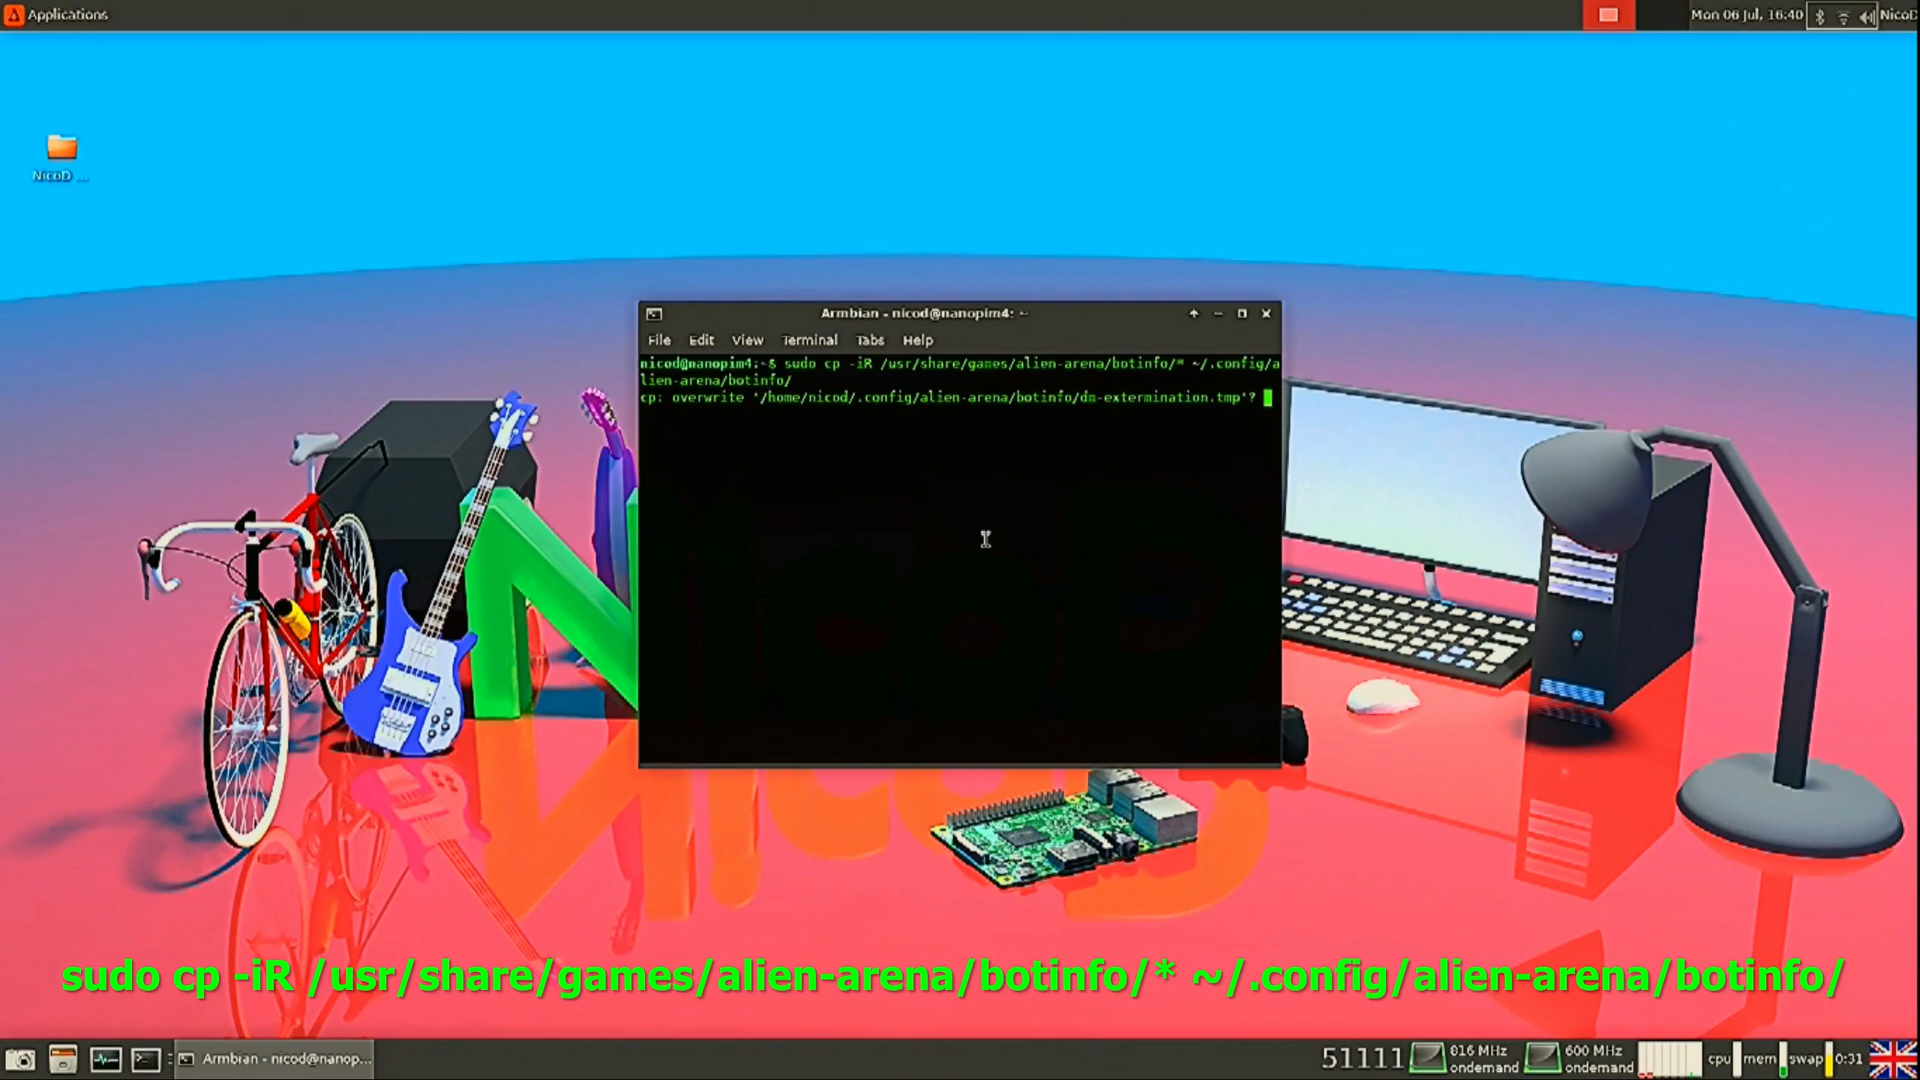 Applications
Mon 06 Jul, 16:40
NicoD
NicoD ...
Armbian - nicod@nanopim4: ~
File Edit View Terminal Tabs Help
nicod@nanopim4:~$ sudo cp -iR /usr/share/games/alien-arena/botinfo/* ~/.config/a
lien-arena/botinfo/
cp: overwrite '/home/nicod/.config/alien-arena/botinfo/dm-extermination.tmp'?
sudo cp -iR /usr/share/games/alien-arena/botinfo/* ~/.config/alien-arena/botinfo/
Armbian - nicod@nanop...
51111
816 MHz
ondemand
600 MHz
ondemand
cpu mem swap 0:31